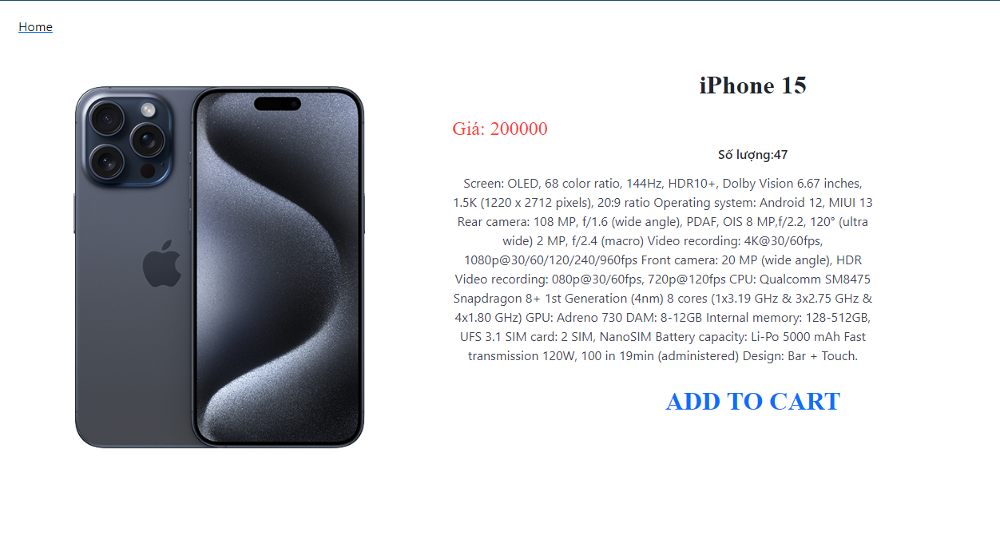 Home
iPhone 15
Giá: 200000
Số lượng:47
Screen: OLED, 68 color ratio, 144Hz, HDR10+, Dolby Vision 6.67 inches,
1.5K (1220 x 2712 pixels), 20:9 ratio Operating system: Android 12, MIUI 13
Rear camera: 108 MP, f/1.6 (wide angle), PDAF, OIS 8 MP,f/2.2, 120° (ultra
wide) 2 MP, f/2.4 (macro) Video recording: 4K@30/60fps,
1080p@30/60/120/240/960fps Front camera: 20 MP (wide angle), HDR
Video recording: 080p@30/60fps, 720p@120fps CPU: Qualcomm SM8475
Snapdragon 8+ 1st Generation (4nm) 8 cores (1x3.19 GHz & 3x2.75 GHz &
4x1.80 GHz) GPU: Adreno 730 DAM: 8-12GB Internal memory: 128-512GB,
UFS 3.1 SIM card: 2 SIM, NanoSIM Battery capacity: Li-Po 5000 mAh Fast
transmission 120W, 100 in 19min (administered) Design: Bar + Touch.
ADD TO CART